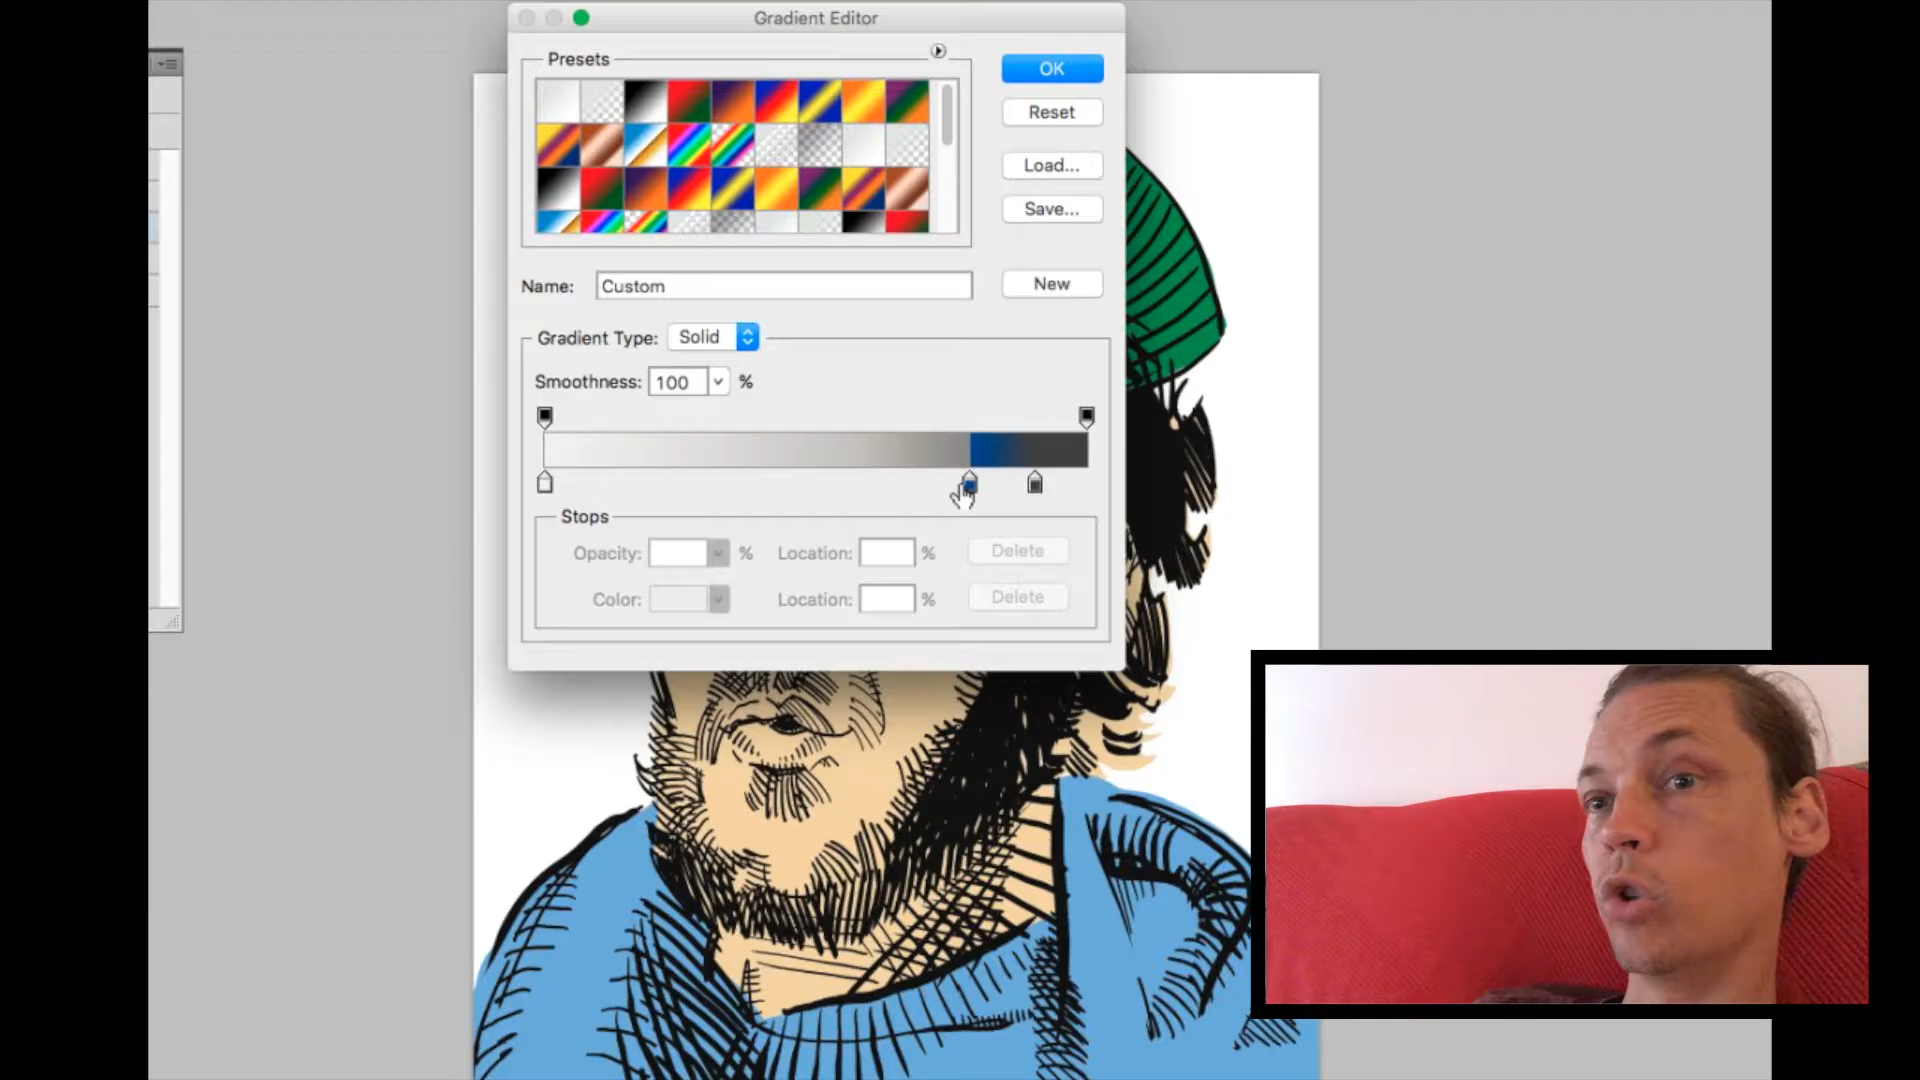 Gradient Editor
Presets
OK
Reset
Load...
Save...
Name: Custom
New
Gradient Type: Solid
Smoothness: 100 %
Stops
Opacity: % Location: % Delete
Color: Location: % Delete